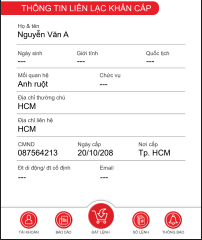 THÔNG TIN LIÊN LẠC KHẨN CẤP
Họ & tên
Nguyễn Văn A
Ngày sinh Giới tính Quốc tịch
--- --- ---
Mối quan hệ Chức vụ
Anh ruột ---
Địa chỉ thường chú
HCM
Địa chỉ liên hệ
HCM
CMND Ngày cấp Nơi cấp
087564213 20/10/208 Tp. HCM
Đt di động/ đt cố định Email
--- ---
TÀI KHOẢN BÁO CÁO ĐẶT LỆNH SỔ LỆNH THÔNG BÁO